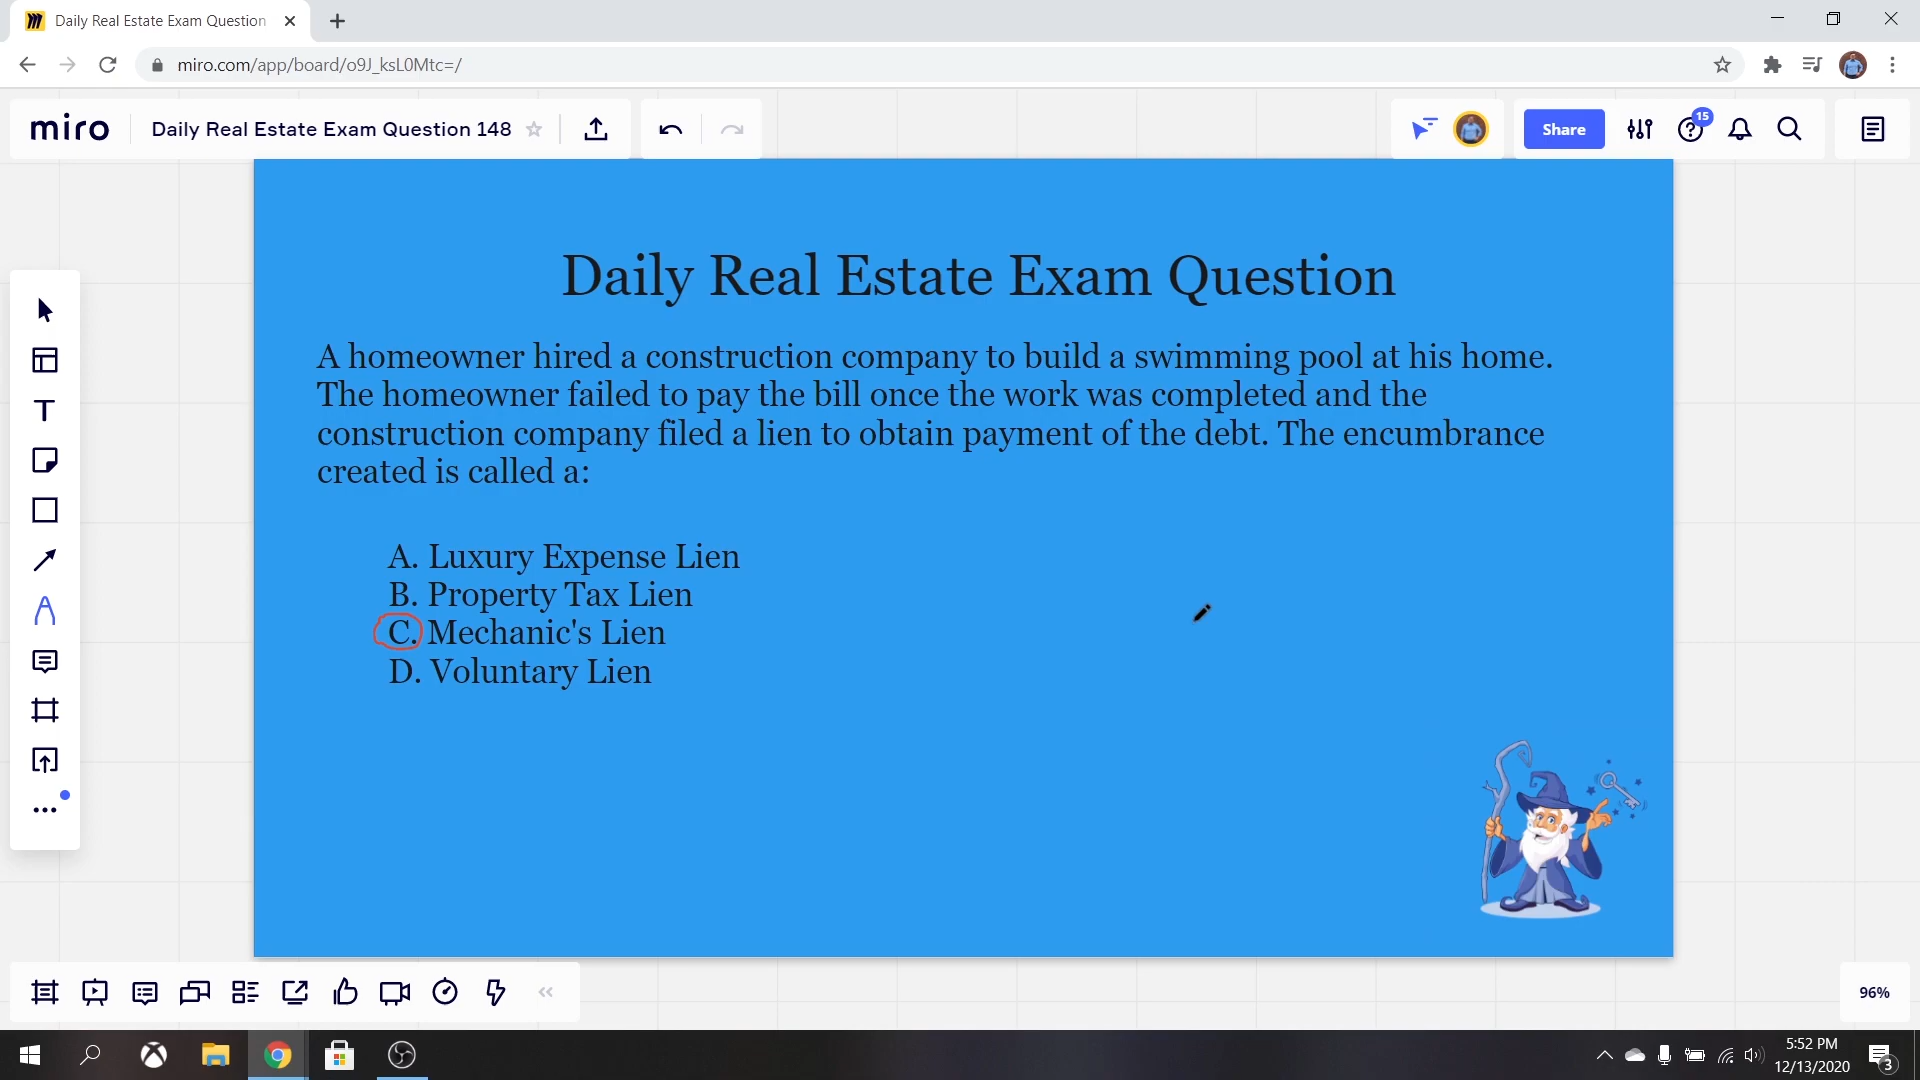 Daily Real Estate Exam Question
miro.com/app/board/o9J_ksL0Mtc=/
miro
Daily Real Estate Exam Question 148
Share
15
Daily Real Estate Exam Question
A homeowner hired a construction company to build a swimming pool at his home.
The homeowner failed to pay the bill once the work was completed and the
construction company filed a lien to obtain payment of the debt. The encumbrance
created is called a:
A. Luxury Expense Lien
B. Property Tax Lien
C. Mechanic's Lien
D. Voluntary Lien
96%
5:52 PM
12/13/2020
3